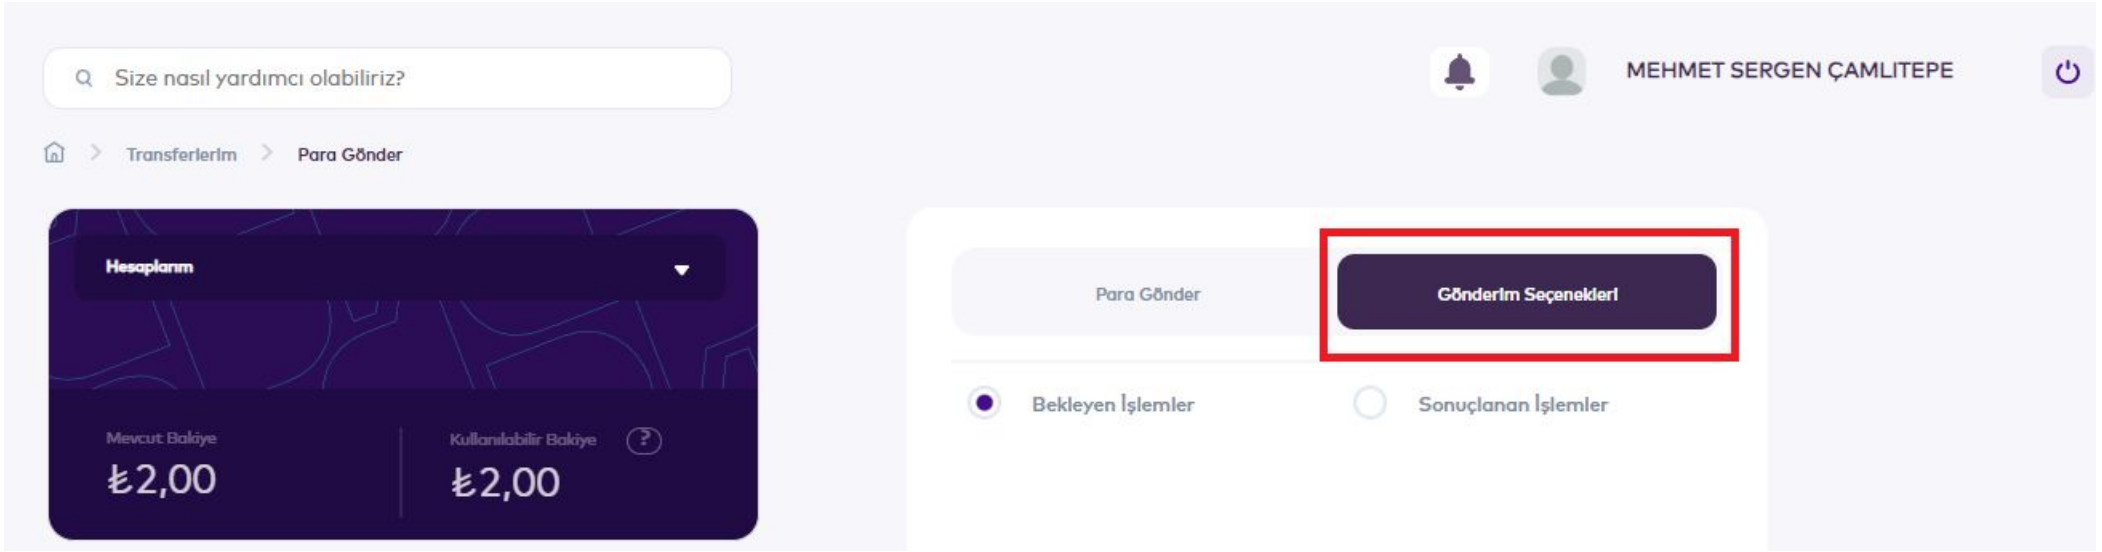 Size nasıl yardımcı olabiliriz?
MEHMET SERGEN ÇAMLITEPE
Transferlerim > Para Gönder
Hesaplarım
Mevcut Bakiye
₺2,00
Kullanılabilir Bakiye ?
₺2,00
Para Gönder
Gönderim Seçenekleri
Bekleyen İşlemler
Sonuçlanan İşlemler